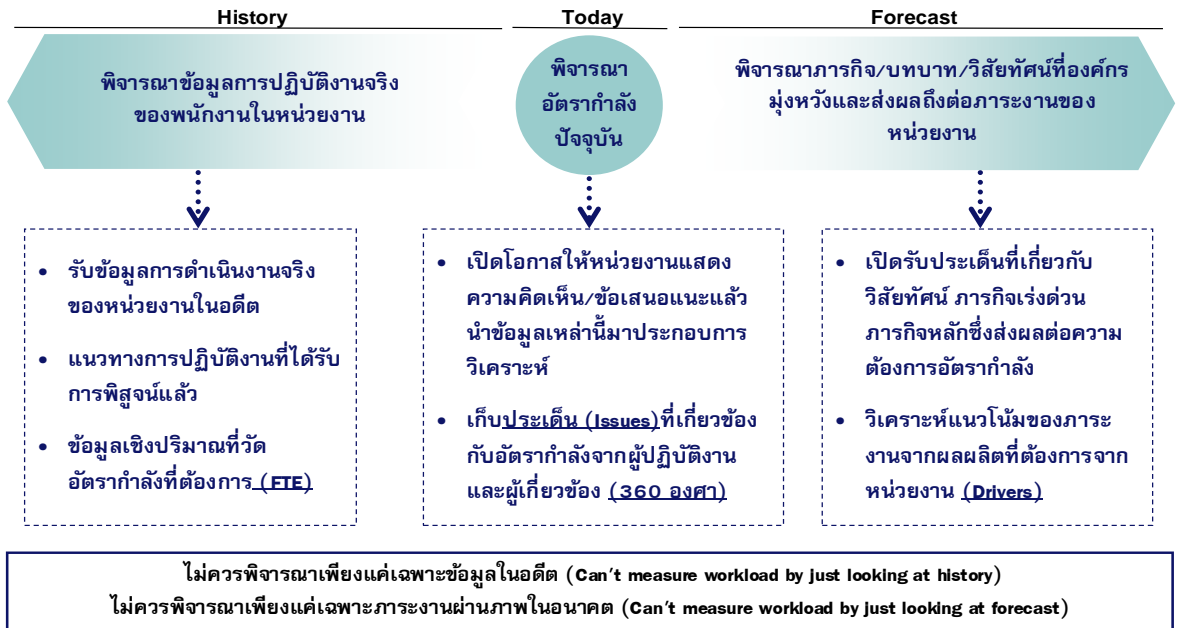 History
Today
Forecast
พิจารณาข้อมูลการปฏิบัติงานจริง
ของพนักงานในหน่วยงาน
พิจารณา
อัตรากำลัง
ปัจจุบัน
พิจารณาภารกิจ/บทบาท/วิสัยทัศน์ที่องค์กร
มุ่งหวังและส่งผลถึงต่อภาระงานของ
หน่วยงาน
• รับข้อมูลการดำเนินงานจริง
ของหน่วยงานในอดีต
• แนวทางการปฏิบัติงานที่ได้รับ
การพิสูจน์แล้ว
• ข้อมูลเชิงปริมาณที่วัด
อัตรากำลังที่ต้องการ (FTE)
• เปิดโอกาสให้หน่วยงานแสดง
ความคิดเห็น/ข้อเสนอแนะแล้ว
นำข้อมูลเหล่านี้มาประกอบการ
วิเคราะห์
• เก็บประเด็น (Issues)ที่เกี่ยวข้อง
กับอัตรากำลังจากผู้ปฏิบัติงาน
และผู้เกี่ยวข้อง (360 องศา)
• เปิดรับประเด็นที่เกี่ยวกับ
วิสัยทัศน์ ภารกิจเร่งด่วน
ภารกิจหลักซึ่งส่งผลต่อความ
ต้องการอัตรากำลัง
• วิเคราะห์แนวโน้มของภาระ
งานจากผลผลิตที่ต้องการจาก
หน่วยงาน (Drivers)
ไม่ควรพิจารณาเพียงแค่เฉพาะข้อมูลในอดีต (Can't measure workload by just looking at history)
ไม่ควรพิจารณาเพียงแค่เฉพาะภาระงานผ่านภาพในอนาคต (Can't measure workload by just looking at forecast)